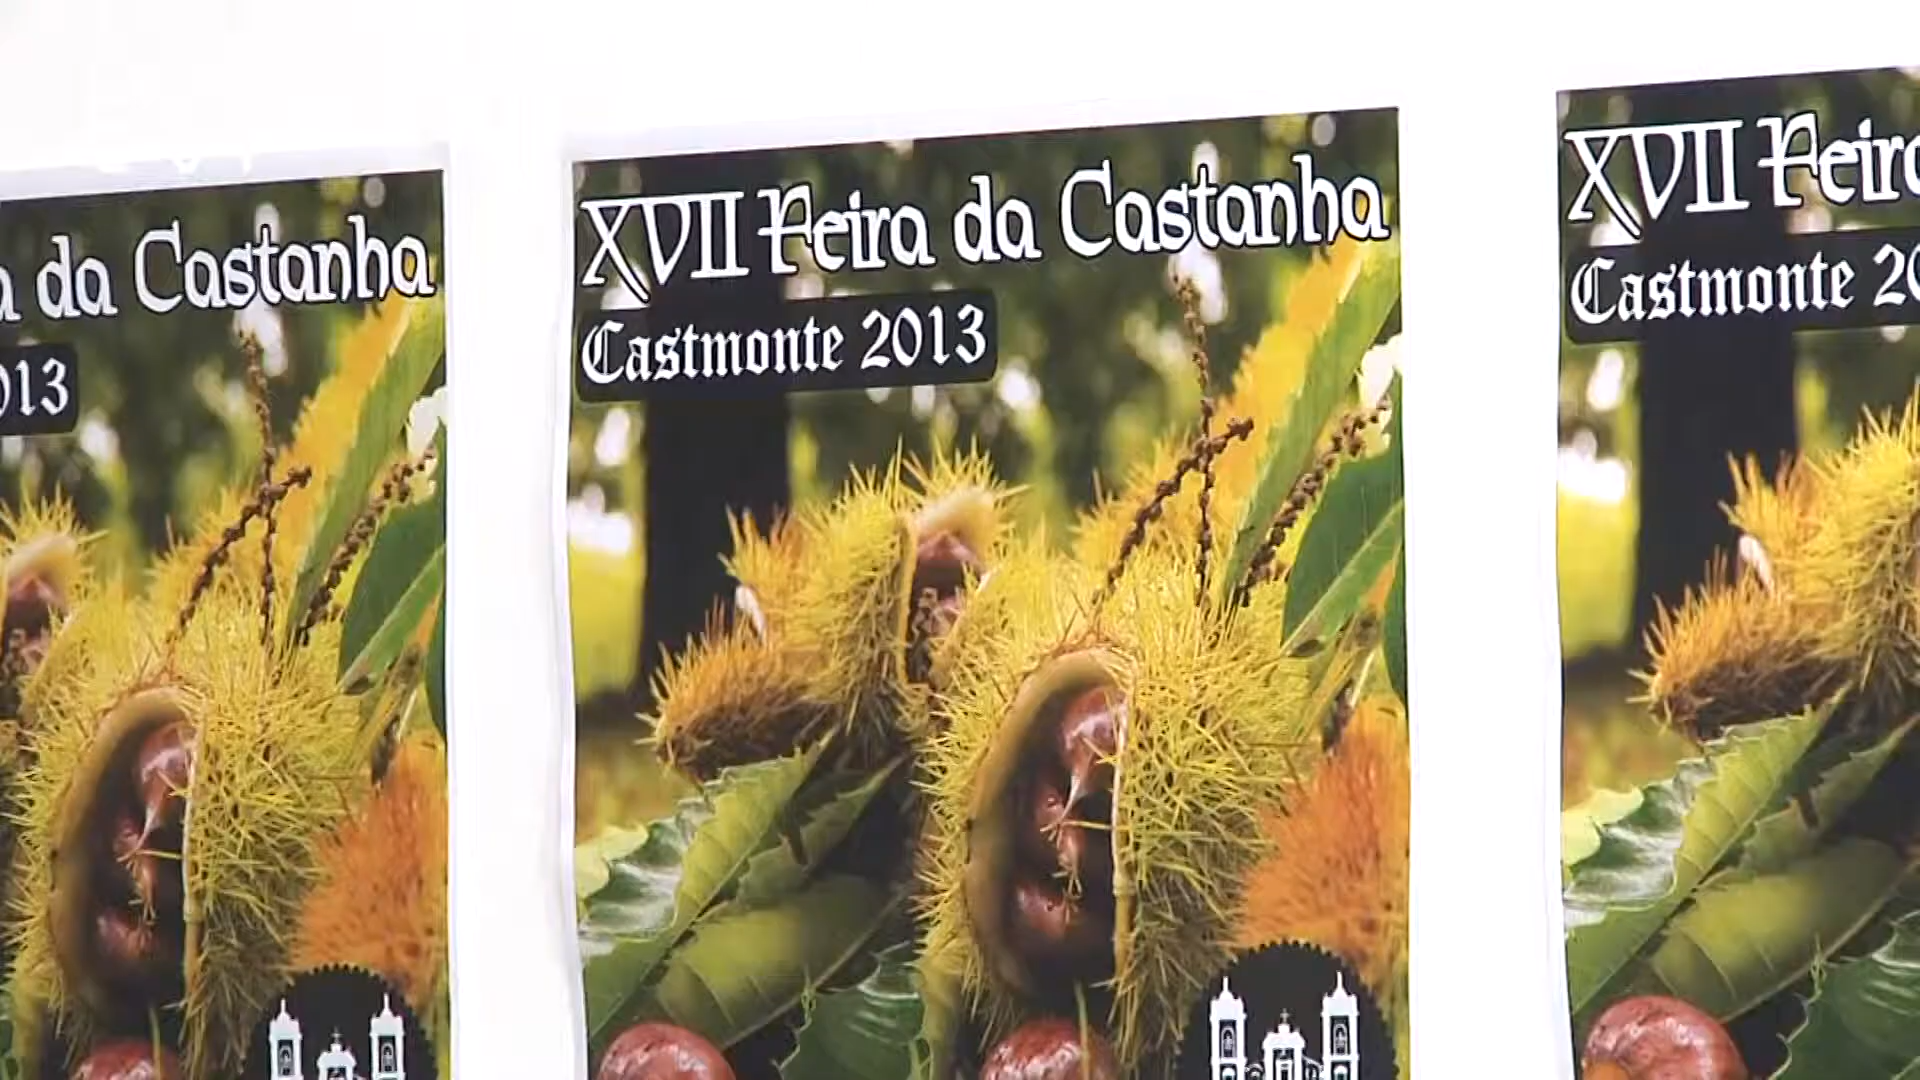 a da Castanha
013
XVII Feira da Castanha
Castmonte 2013
XVII Feira
Castmonte 20